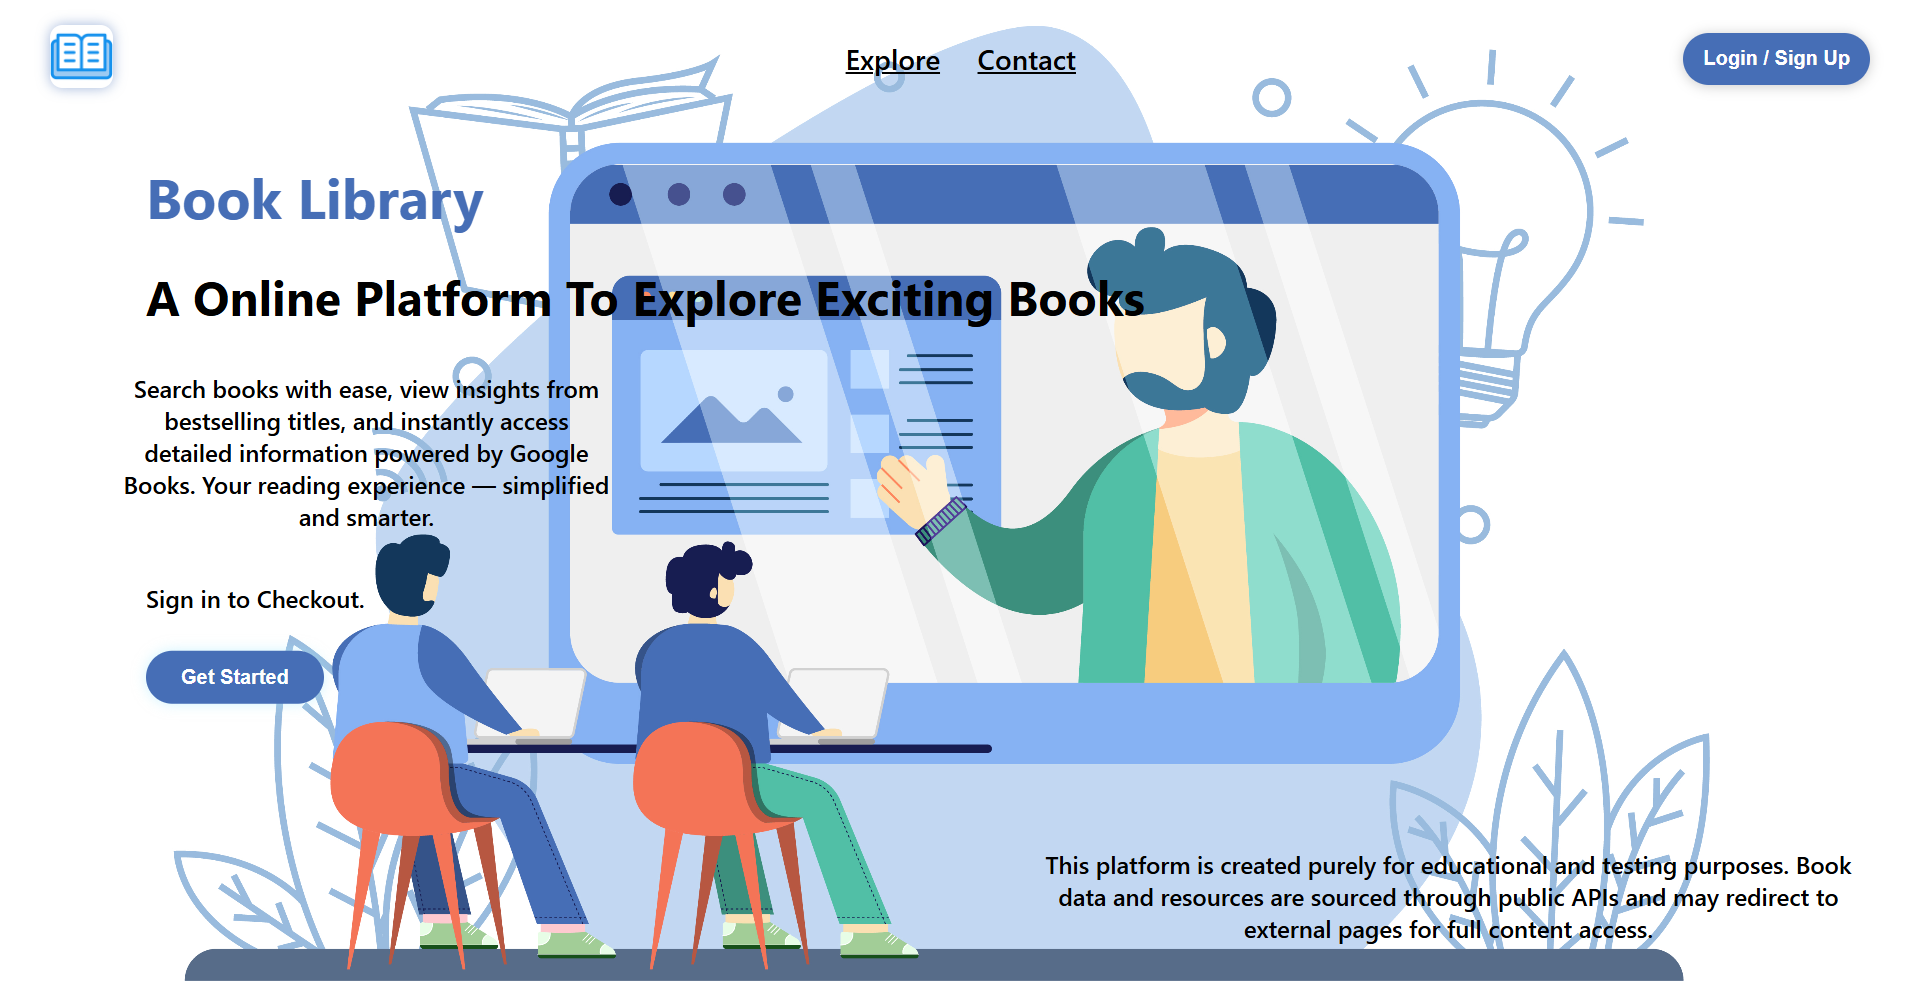 Explore Contact
Login / Sign Up
Book Library
A Online Platform To Explore Exciting Books
Search books with ease, view insights from
bestselling titles, and instantly access
detailed information powered by Google
Books. Your reading experience — simplified
and smarter.
Sign in to Checkout.
Get Started
This platform is created purely for educational and testing purposes. Book
data and resources are sourced through public APIs and may redirect to
external pages for full content access.